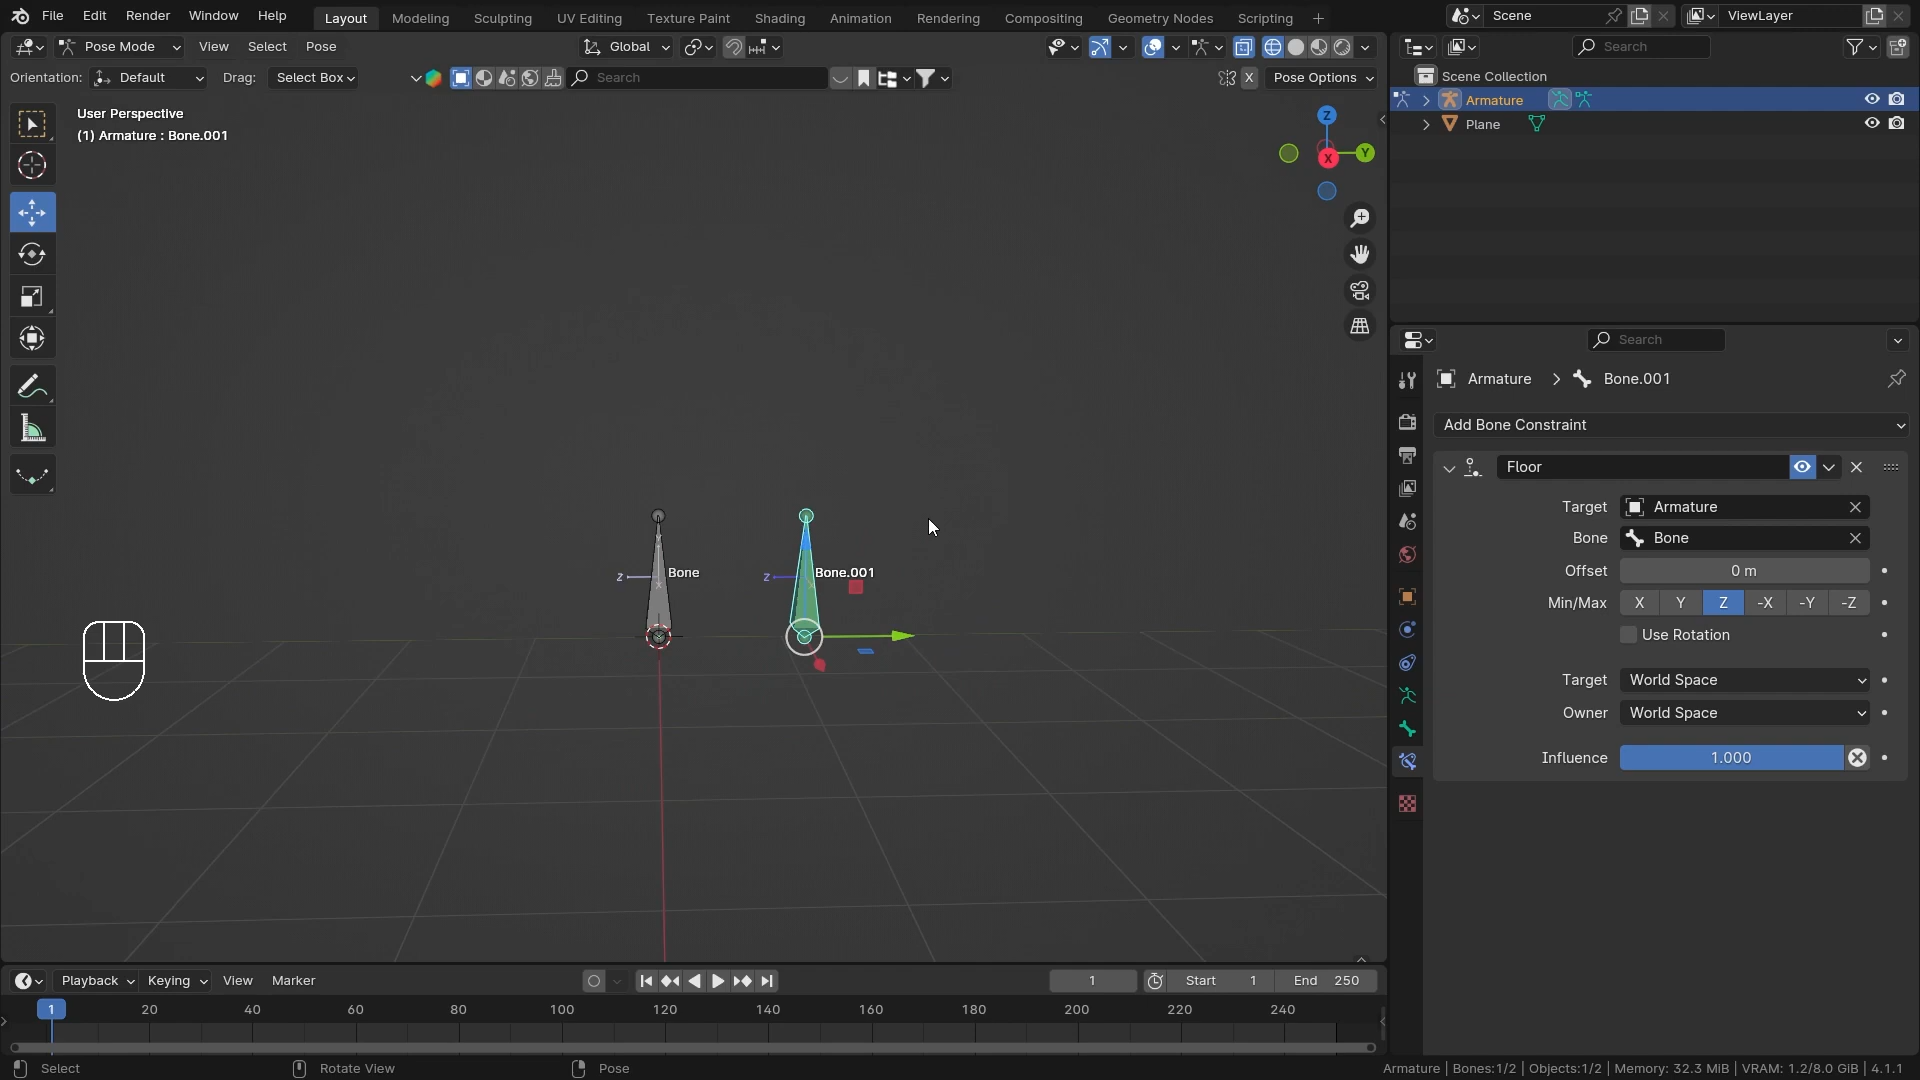 File Edit Render Window Help Layout Modeling Sculpting UV Editing Texture Paint Shading Animation Rendering Compositing Geometry Nodes Scripting + Scene ViewLayer
Pose Mode View Select Pose Global Search
Orientation: Default Drag: Select Box Search X Pose Options
Scene Collection
Armature
Plane
User Perspective
(1) Armature : Bone.001
Z
Y
X
Search
Armature > Bone.001
Add Bone Constraint
Floor
Target Armature
Bone Bone
Offset 0 m
Min/Max X Y Z -X -Y -Z
Use Rotation
Target World Space
Owner World Space
Influence 1.000
z Bone
z Bone.001
Playback Keying View Marker 1 Start 1 End 250
1 20 40 60 80 100 120 140 160 180 200 220 240
Select Rotate View Pose Armature | Bones:1/2 | Objects:1/2 | Memory: 32.3 MiB | VRAM: 1.2/8.0 GiB | 4.1.1